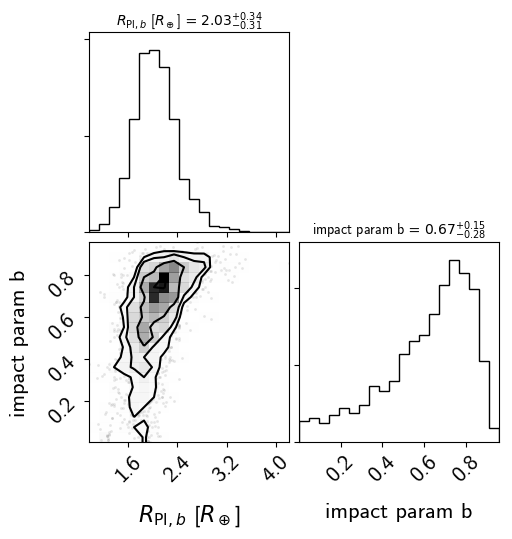 R_{PI, b} [R_⊕] = 2.03^{+0.34}_{-0.31}
impact param b = 0.67^{+0.15}_{-0.28}
impact param b
0.8
0.6
0.4
0.2
1.6 2.4 3.2 4.0
0.2 0.4 0.6 0.8
R_{PI, b} [R_⊕]
impact param b